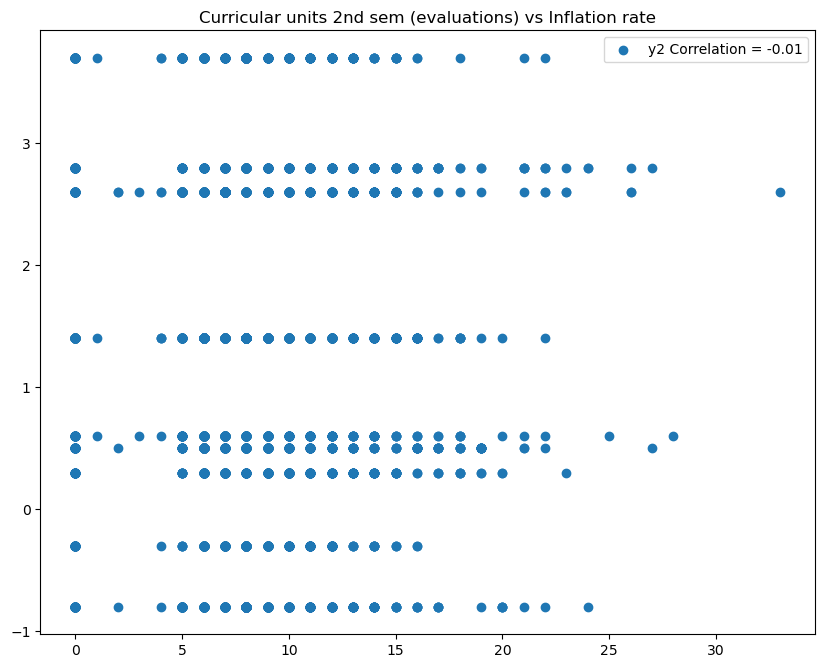 Curricular units 2nd sem (evaluations) vs Inflation rate
y2 Correlation = -0.01
3
2
1
0
−1
0 5 10 15 20 25 30